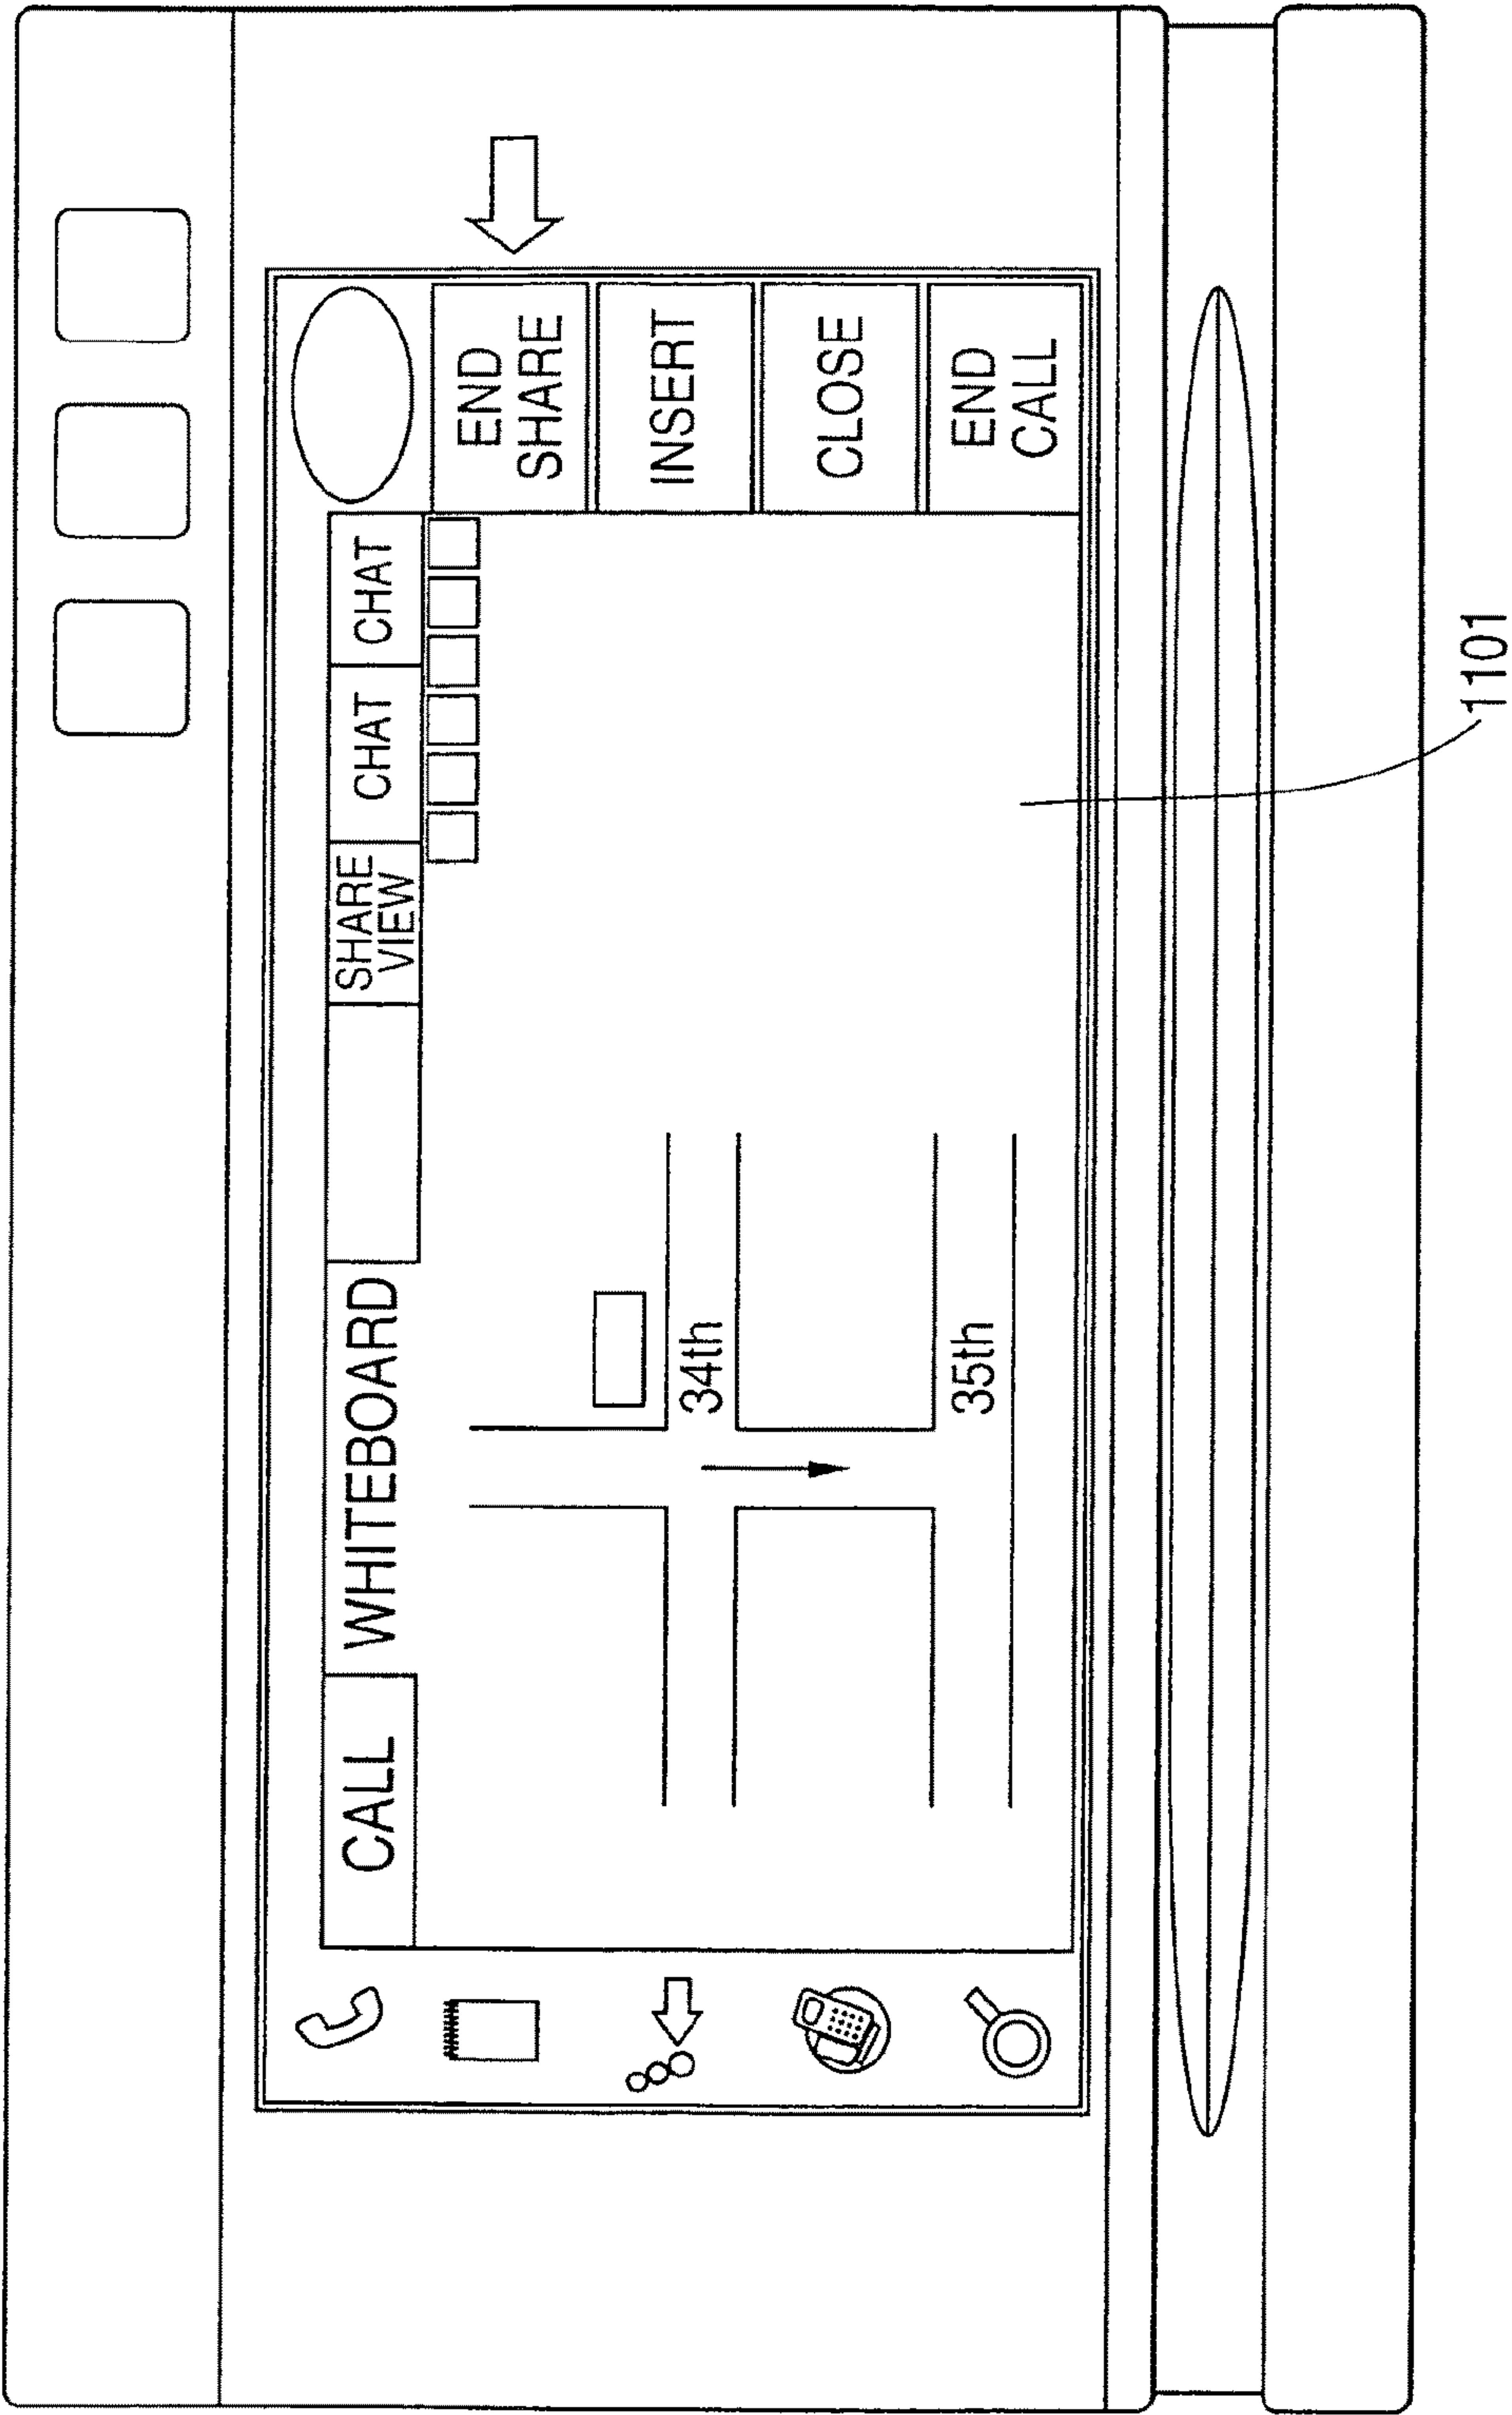 CALL
WHITEBOARD
SHARE
VIEW
CHAT
CHAT
END
SHARE
INSERT
CLOSE
END
CALL
34th
35th
1101